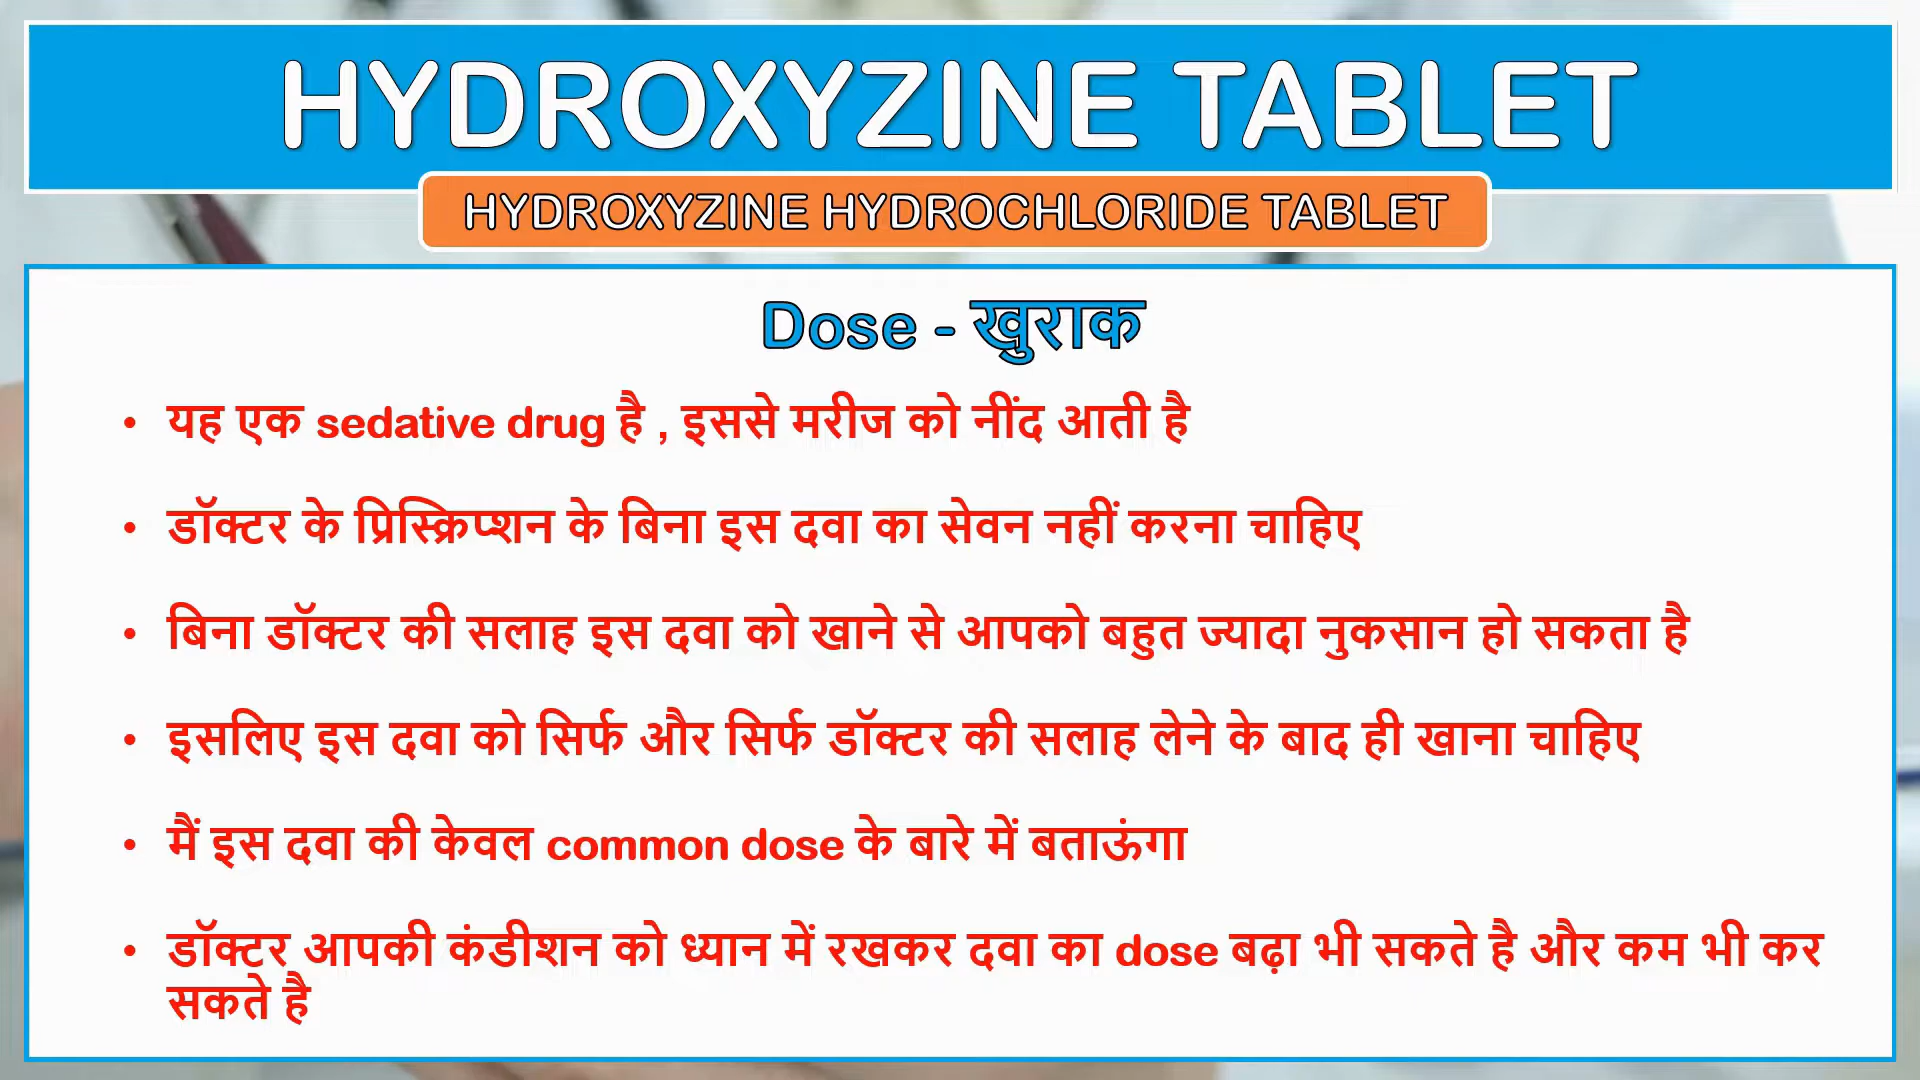 HYDROXYZINE TABLET
HYDROXYZINE HYDROCHLORIDE TABLET
Dose - खुराक
• यह एक sedative drug है , इससे मरीज को नींद आती है
• डॉक्टर के प्रिस्क्रिप्शन के बिना इस दवा का सेवन नहीं करना चाहिए
• बिना डॉक्टर की सलाह इस दवा को खाने से आपको बहुत ज्यादा नुकसान हो सकता है
• इसलिए इस दवा को सिर्फ और सिर्फ डॉक्टर की सलाह लेने के बाद ही खाना चाहिए
• मैं इस दवा की केवल common dose के बारे में बताऊंगा
• डॉक्टर आपकी कंडीशन को ध्यान में रखकर दवा का dose बढ़ा भी सकते है और कम भी कर
सकते है